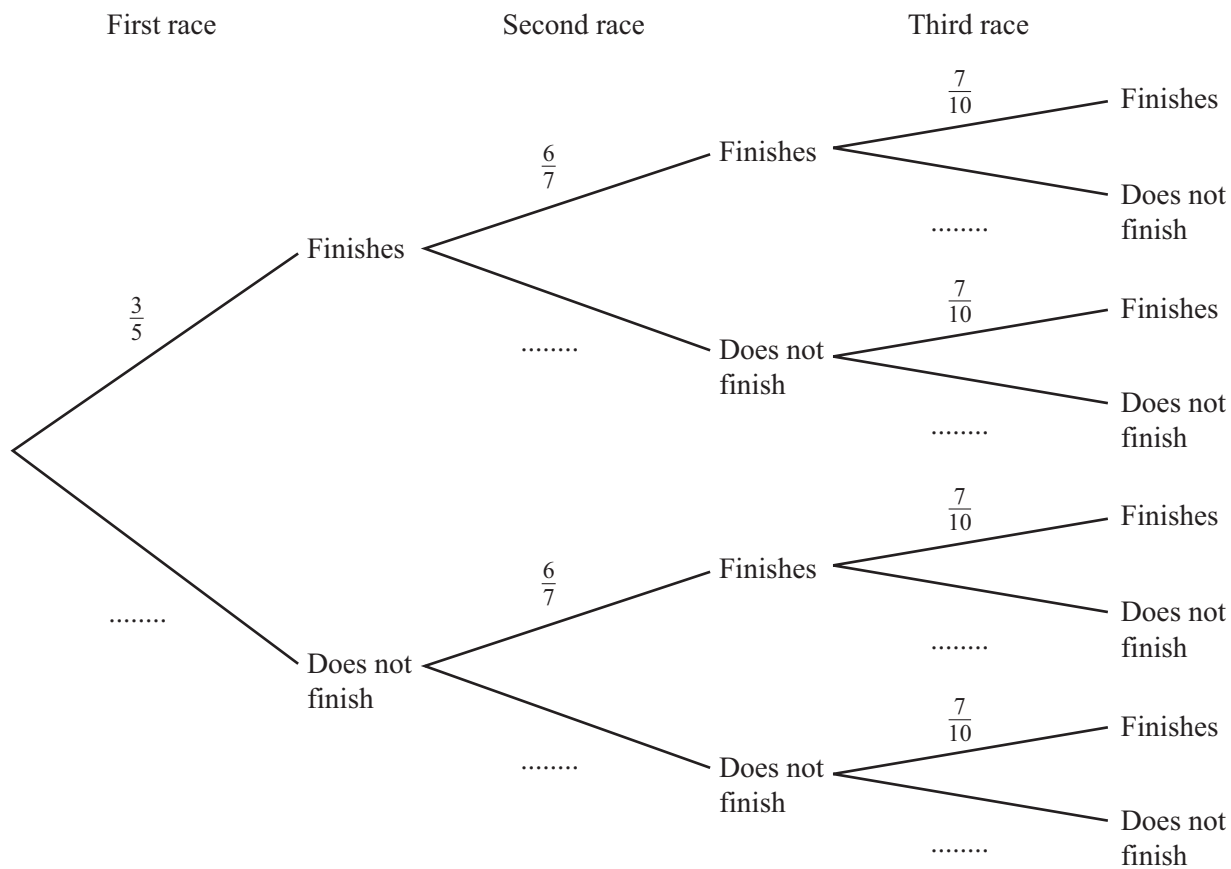 First race Second race Third race
7/10
Finishes
6/7
Finishes
Does not
finish
........
Finishes
3/5
7/10
Finishes
........
Does not
finish
Does not
finish
........
7/10
Finishes
6/7
Finishes
Does not
finish
........
........
Does not
finish
7/10
Finishes
........
Does not
finish
Does not
finish
........